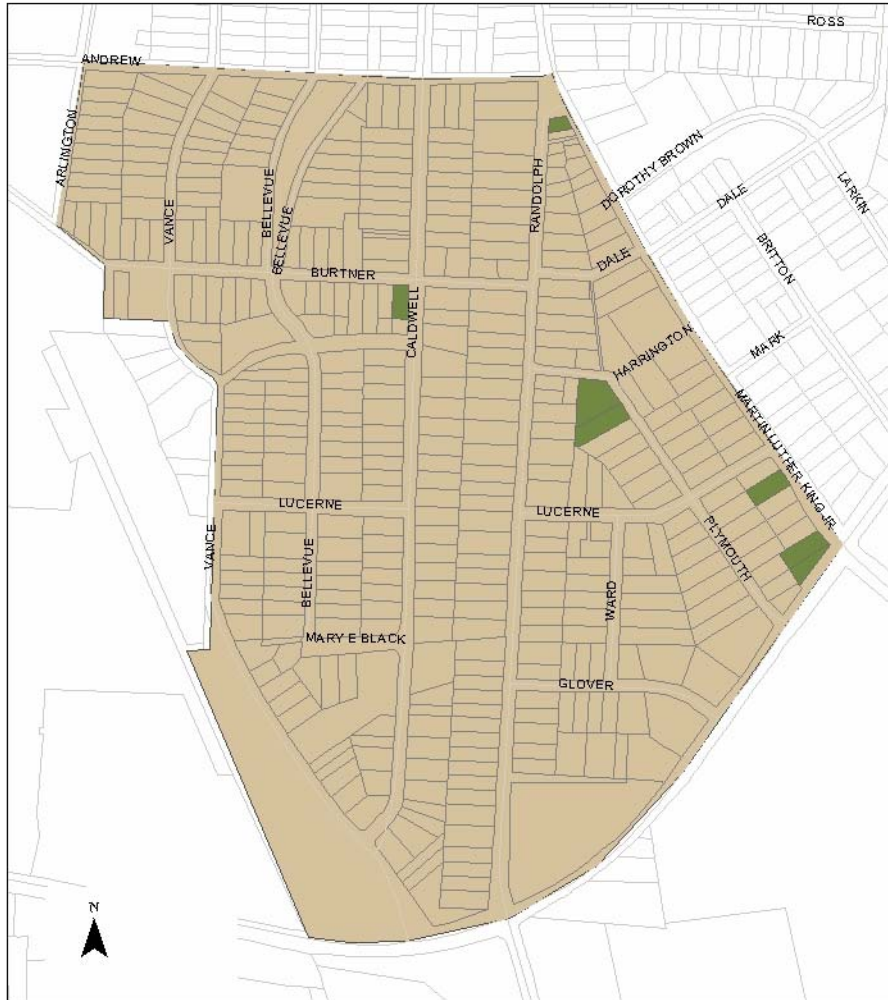 ROSS
ANDREW
ARLINGTON
DOROTHY BROWN
LARKIN
RANDOLPH
DALE
VANCE
BELLEVUE
BELLEVUE
BRITTON
DALE
BURTNER
CALDWELL
MARK
HARRINGTON
MARTIN LUTHER KING JR.
LUCERNE
LUCERNE
VANCE
BELLEVUE
PLYMOUTH
WARD
MARY E BLACK
GLOVER
N